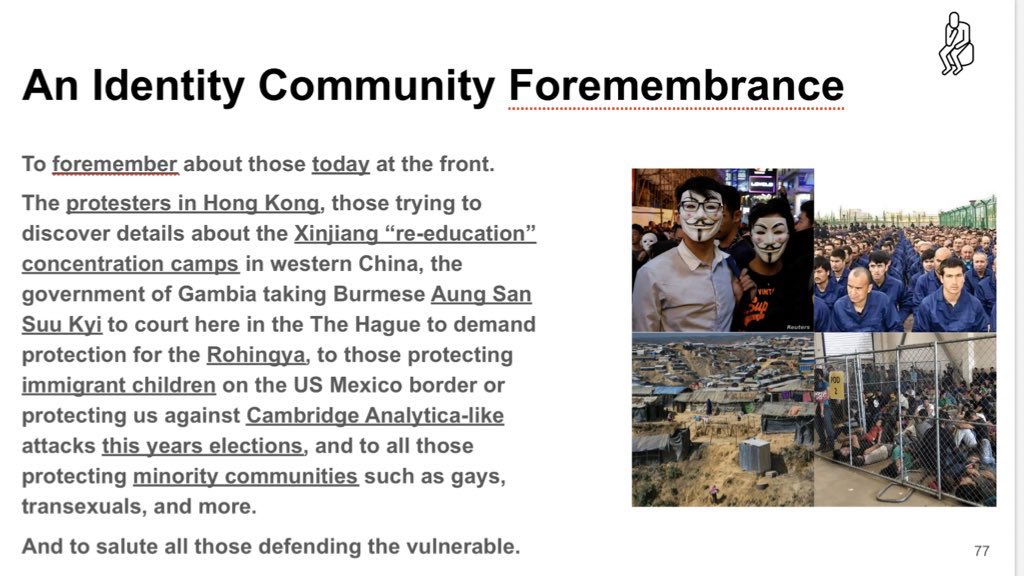 An Identity Community Foremembrance
To foremember about those today at the front.
The protesters in Hong Kong, those trying to
discover details about the Xinjiang “re-education”
concentration camps in western China, the
government of Gambia taking Burmese Aung San
Suu Kyi to court here in the The Hague to demand
protection for the Rohingya, to those protecting
immigrant children on the US Mexico border or
protecting us against Cambridge Analytica-like
attacks this years elections, and to all those
protecting minority communities such as gays,
transexuals, and more.
And to salute all those defending the vulnerable.
Reuters
POD
2
77